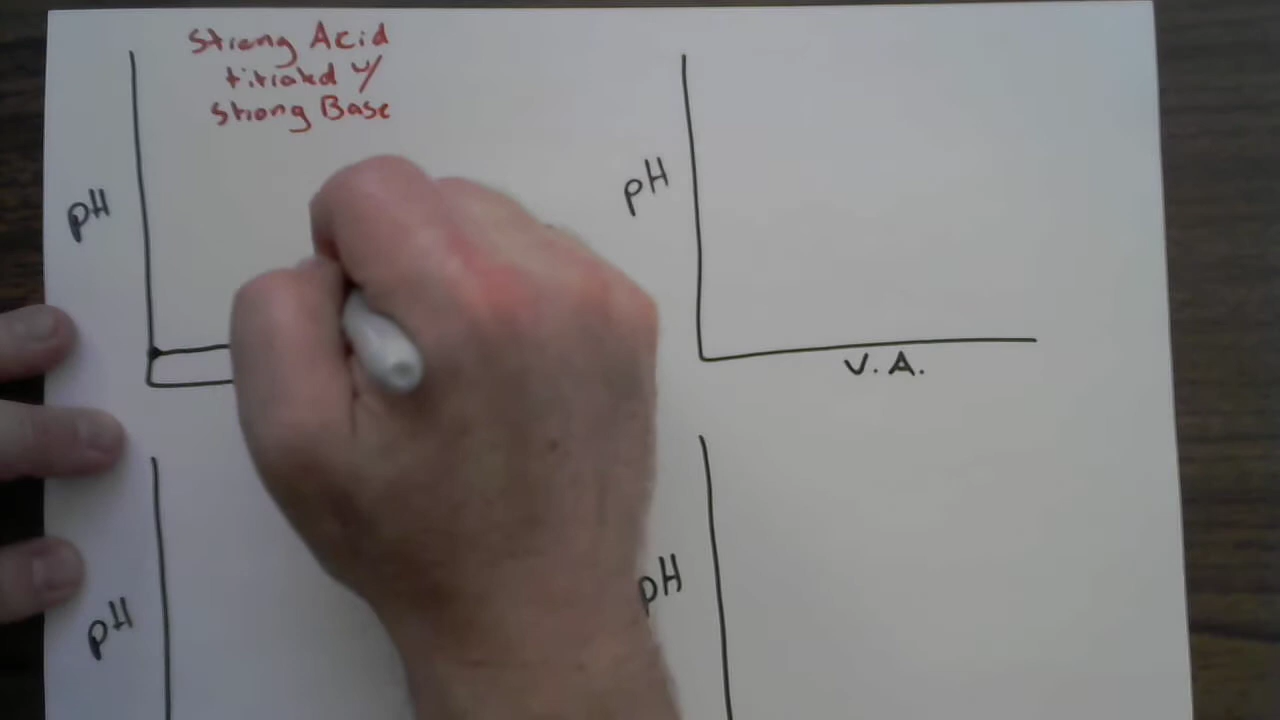 Strong Acid
titrated w/
Strong Base
pH
pH
V.A.
pH
pH